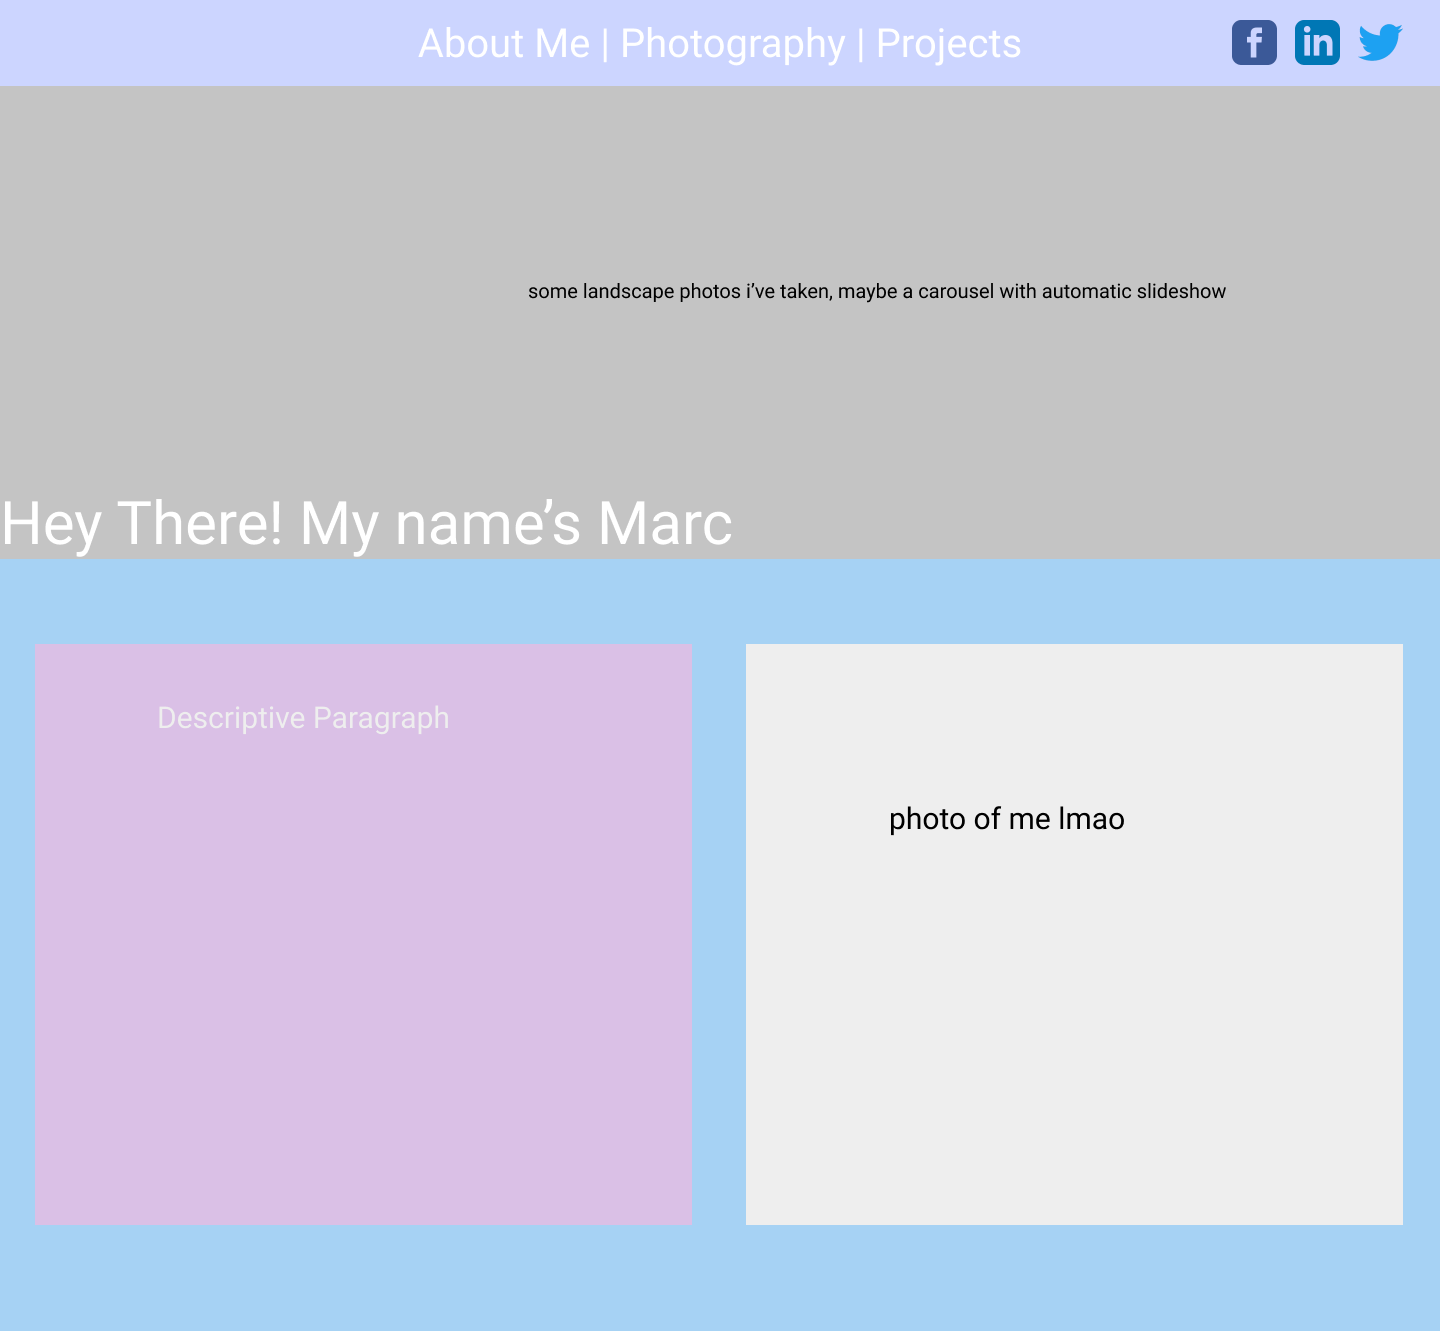 About Me | Photography | Projects
f in
some landscape photos i’ve taken, maybe a carousel with automatic slideshow
Hey There! My name’s Marc
Descriptive Paragraph
photo of me lmao